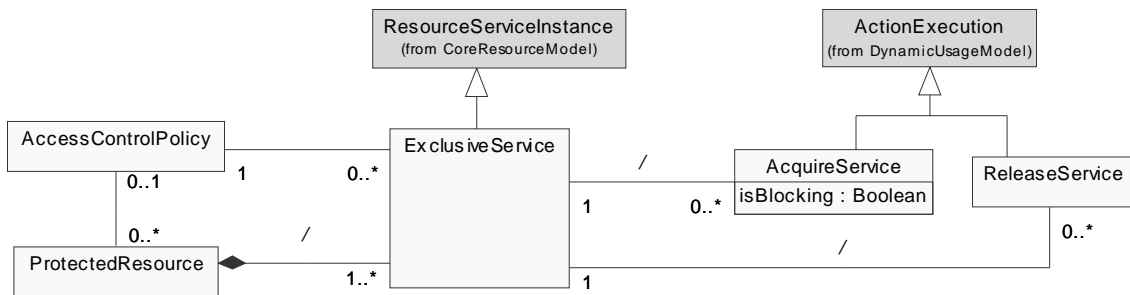 ResourceServiceInstance
(from CoreResourceModel)
ActionExecution
(from DynamicUsageModel)
AccessControlPolicy
ExclusiveService
AcquireService
isBlocking : Boolean
ReleaseService
1
0..*
/
0..1
1
0..*
0..*
0..*
/
/
ProtectedResource
1..*
1